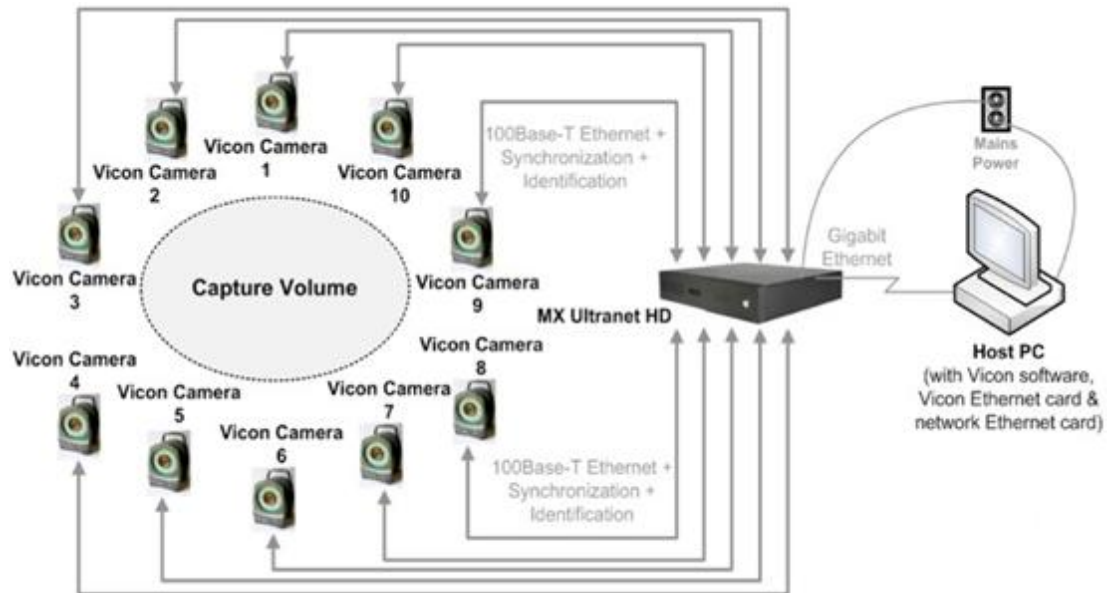 Vicon Camera
1
Vicon Camera
2
Vicon Camera
10
Vicon Camera
3
Vicon Camera
9
Capture Volume
100Base-T Ethernet +
Synchronization +
Identification
Mains
Power
Gigabit
Ethernet
MX Ultranet HD
Host PC
(with Vicon software,
Vicon Ethernet card &
network Ethernet card)
Vicon Camera
4
Vicon Camera
5
Vicon Camera
6
Vicon Camera
7
Vicon Camera
8
100Base-T Ethernet +
Synchronization +
Identification